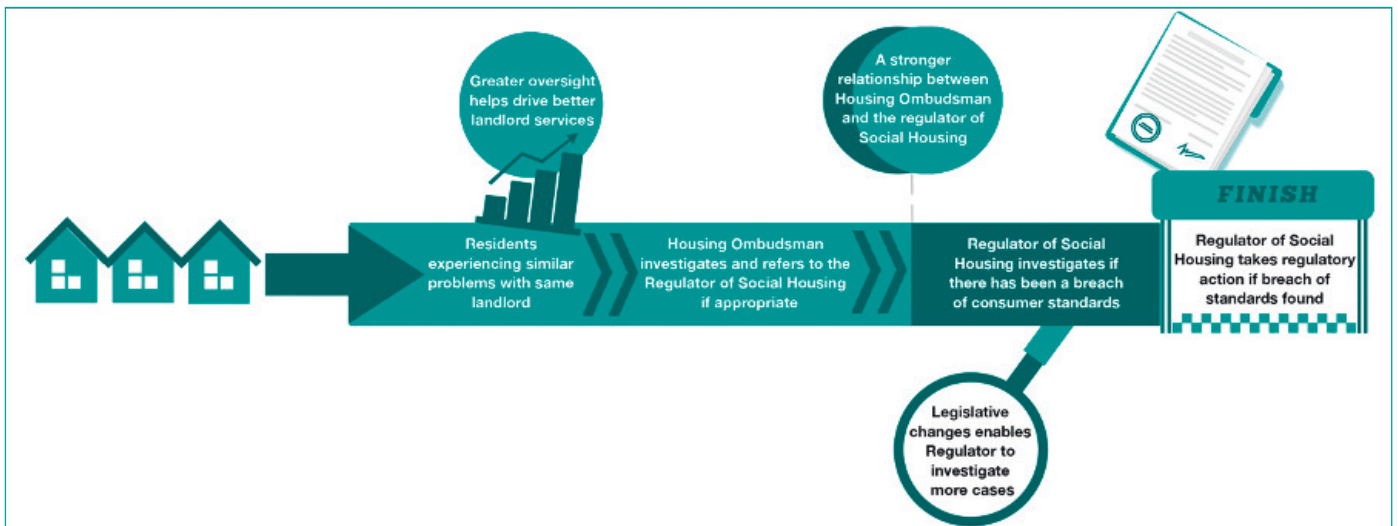 Greater oversight
helps drive better
landlord services
A stronger
relationship between
Housing Ombudsman
and the regulator of
Social Housing
Residents
experiencing similar
problems with same
landlord
Housing Ombudsman
investigates and refers to the
Regulator of Social Housing
if appropriate
Regulator of Social
Housing investigates if
there has been a breach
of consumer standards
FINISH
Regulator of Social
Housing takes regulatory
action if breach of
standards found
Legislative
changes enables
Regulator to
investigate
more cases